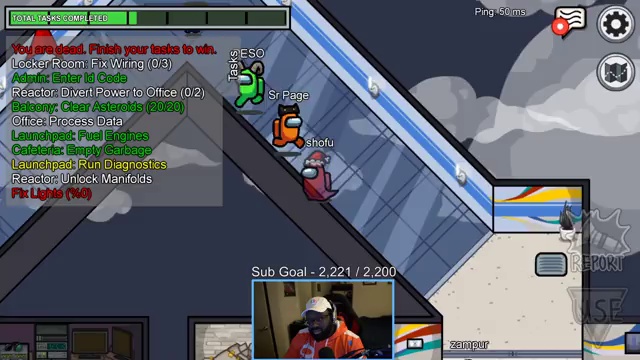 TOTAL TASKS COMPLETED
Ping: 50 ms
You are dead. Finish your tasks to win.
Locker Room: Fix Wiring (0/3)
Admin: Enter Id Code
Reactor: Divert Power to Office (0/2)
Balcony: Clear Asteroids (20/20)
Office: Process Data
Launchpad: Fuel Engines
Cafeteria: Empty Garbage
Launchpad: Run Diagnostics
Reactor: Unlock Manifolds
Fix Lights (%0)
Tasks
ESO
Sr Page
shofu
REPORT
USE
Sub Goal - 2,221 / 2,200
zampur